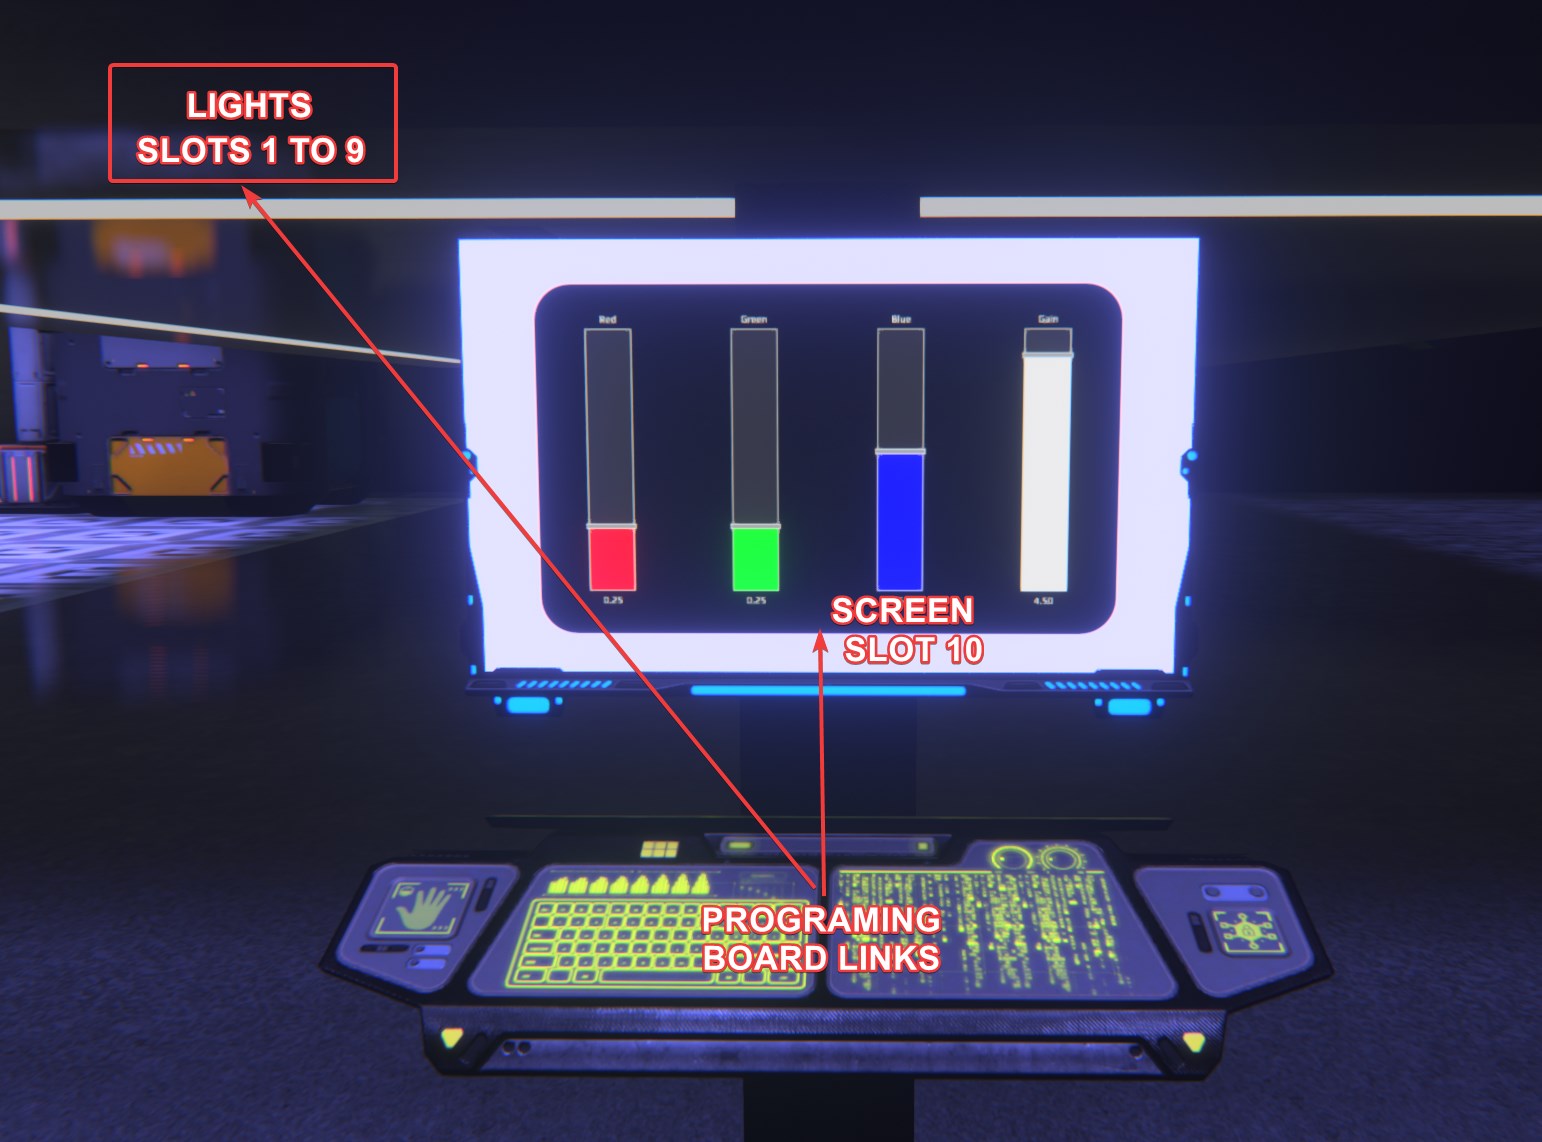 LIGHTS
SLOTS 1 TO 9
Red
Green
Blue
Gain
0.25
0.25
4.50
SCREEN
SLOT 10
PROGRAMING
BOARD LINKS